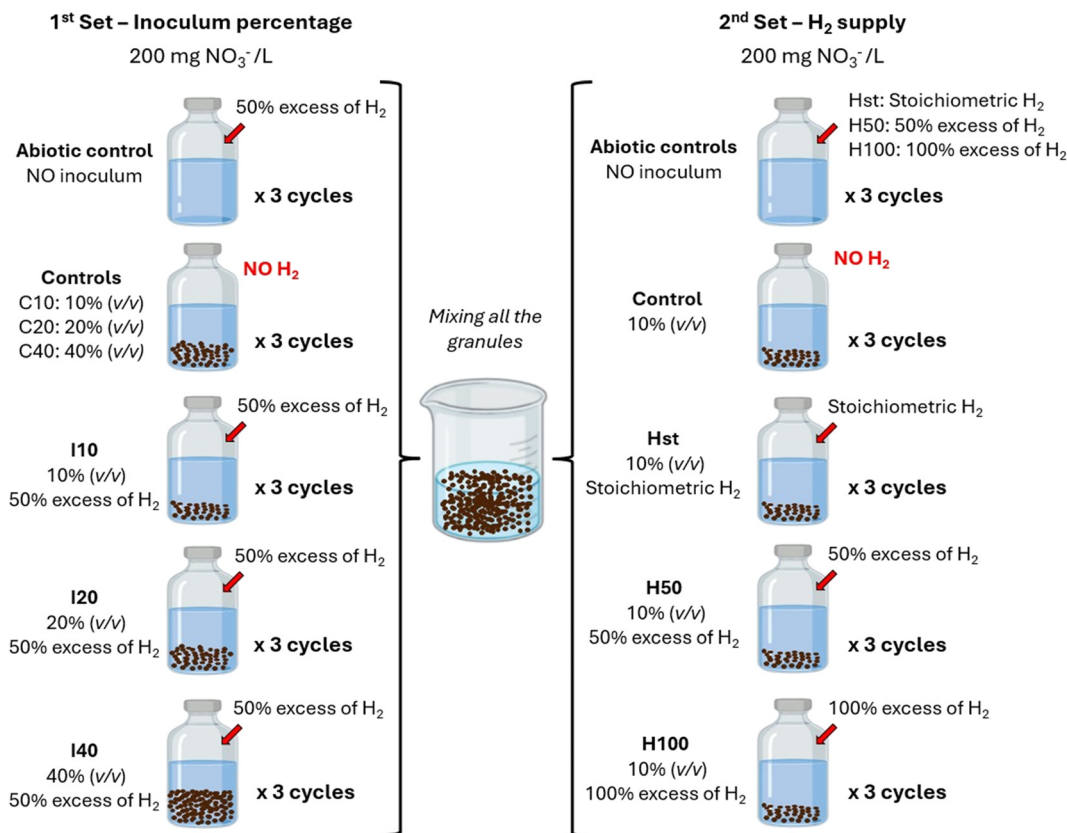 1st Set – Inoculum percentage
200 mg NO3-/L
50% excess of H2
Abiotic control
NO inoculum
x 3 cycles
NO H2
Controls
C10: 10% (v/v)
C20: 20% (v/v)
C40: 40% (v/v)
x 3 cycles
50% excess of H2
I10
10% (v/v)
50% excess of H2
x 3 cycles
50% excess of H2
I20
20% (v/v)
50% excess of H2
x 3 cycles
50% excess of H2
I40
40% (v/v)
50% excess of H2
x 3 cycles
Mixing all the
granules
2nd Set – H2 supply
200 mg NO3-/L
Hst: Stoichiometric H2
H50: 50% excess of H2
H100: 100% excess of H2
Abiotic controls
NO inoculum
x 3 cycles
NO H2
Control
10% (v/v)
x 3 cycles
Stoichiometric H2
Hst
10% (v/v)
Stoichiometric H2
x 3 cycles
50% excess of H2
H50
10% (v/v)
50% excess of H2
x 3 cycles
100% excess of H2
H100
10% (v/v)
100% excess of H2
x 3 cycles